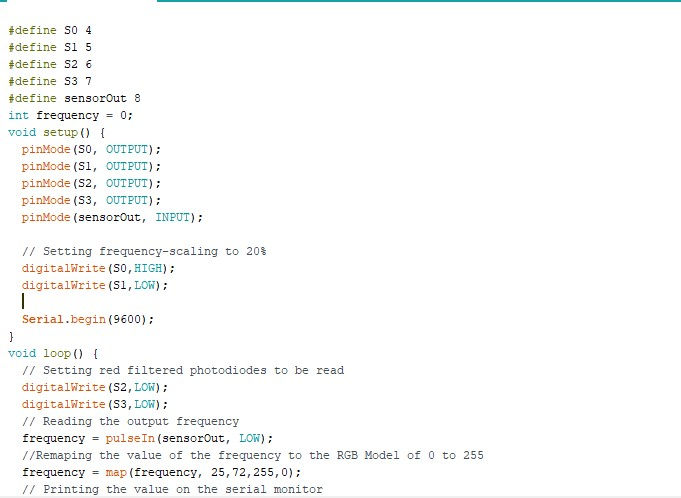 #define S0 4
#define S1 5
#define S2 6
#define S3 7
#define sensorOut 8
int frequency = 0;
void setup() {
  pinMode(S0, OUTPUT);
  pinMode(S1, OUTPUT);
  pinMode(S2, OUTPUT);
  pinMode(S3, OUTPUT);
  pinMode(sensorOut, INPUT);
  // Setting frequency-scaling to 20%
  digitalWrite(S0,HIGH);
  digitalWrite(S1,LOW);
  Serial.begin(9600);
}
void loop() {
  // Setting red filtered photodiodes to be read
  digitalWrite(S2,LOW);
  digitalWrite(S3,LOW);
  // Reading the output frequency
  frequency = pulseIn(sensorOut, LOW);
  //Remaping the value of the frequency to the RGB Model of 0 to 255
  frequency = map(frequency, 25,72,255,0);
  // Printing the value on the serial monitor